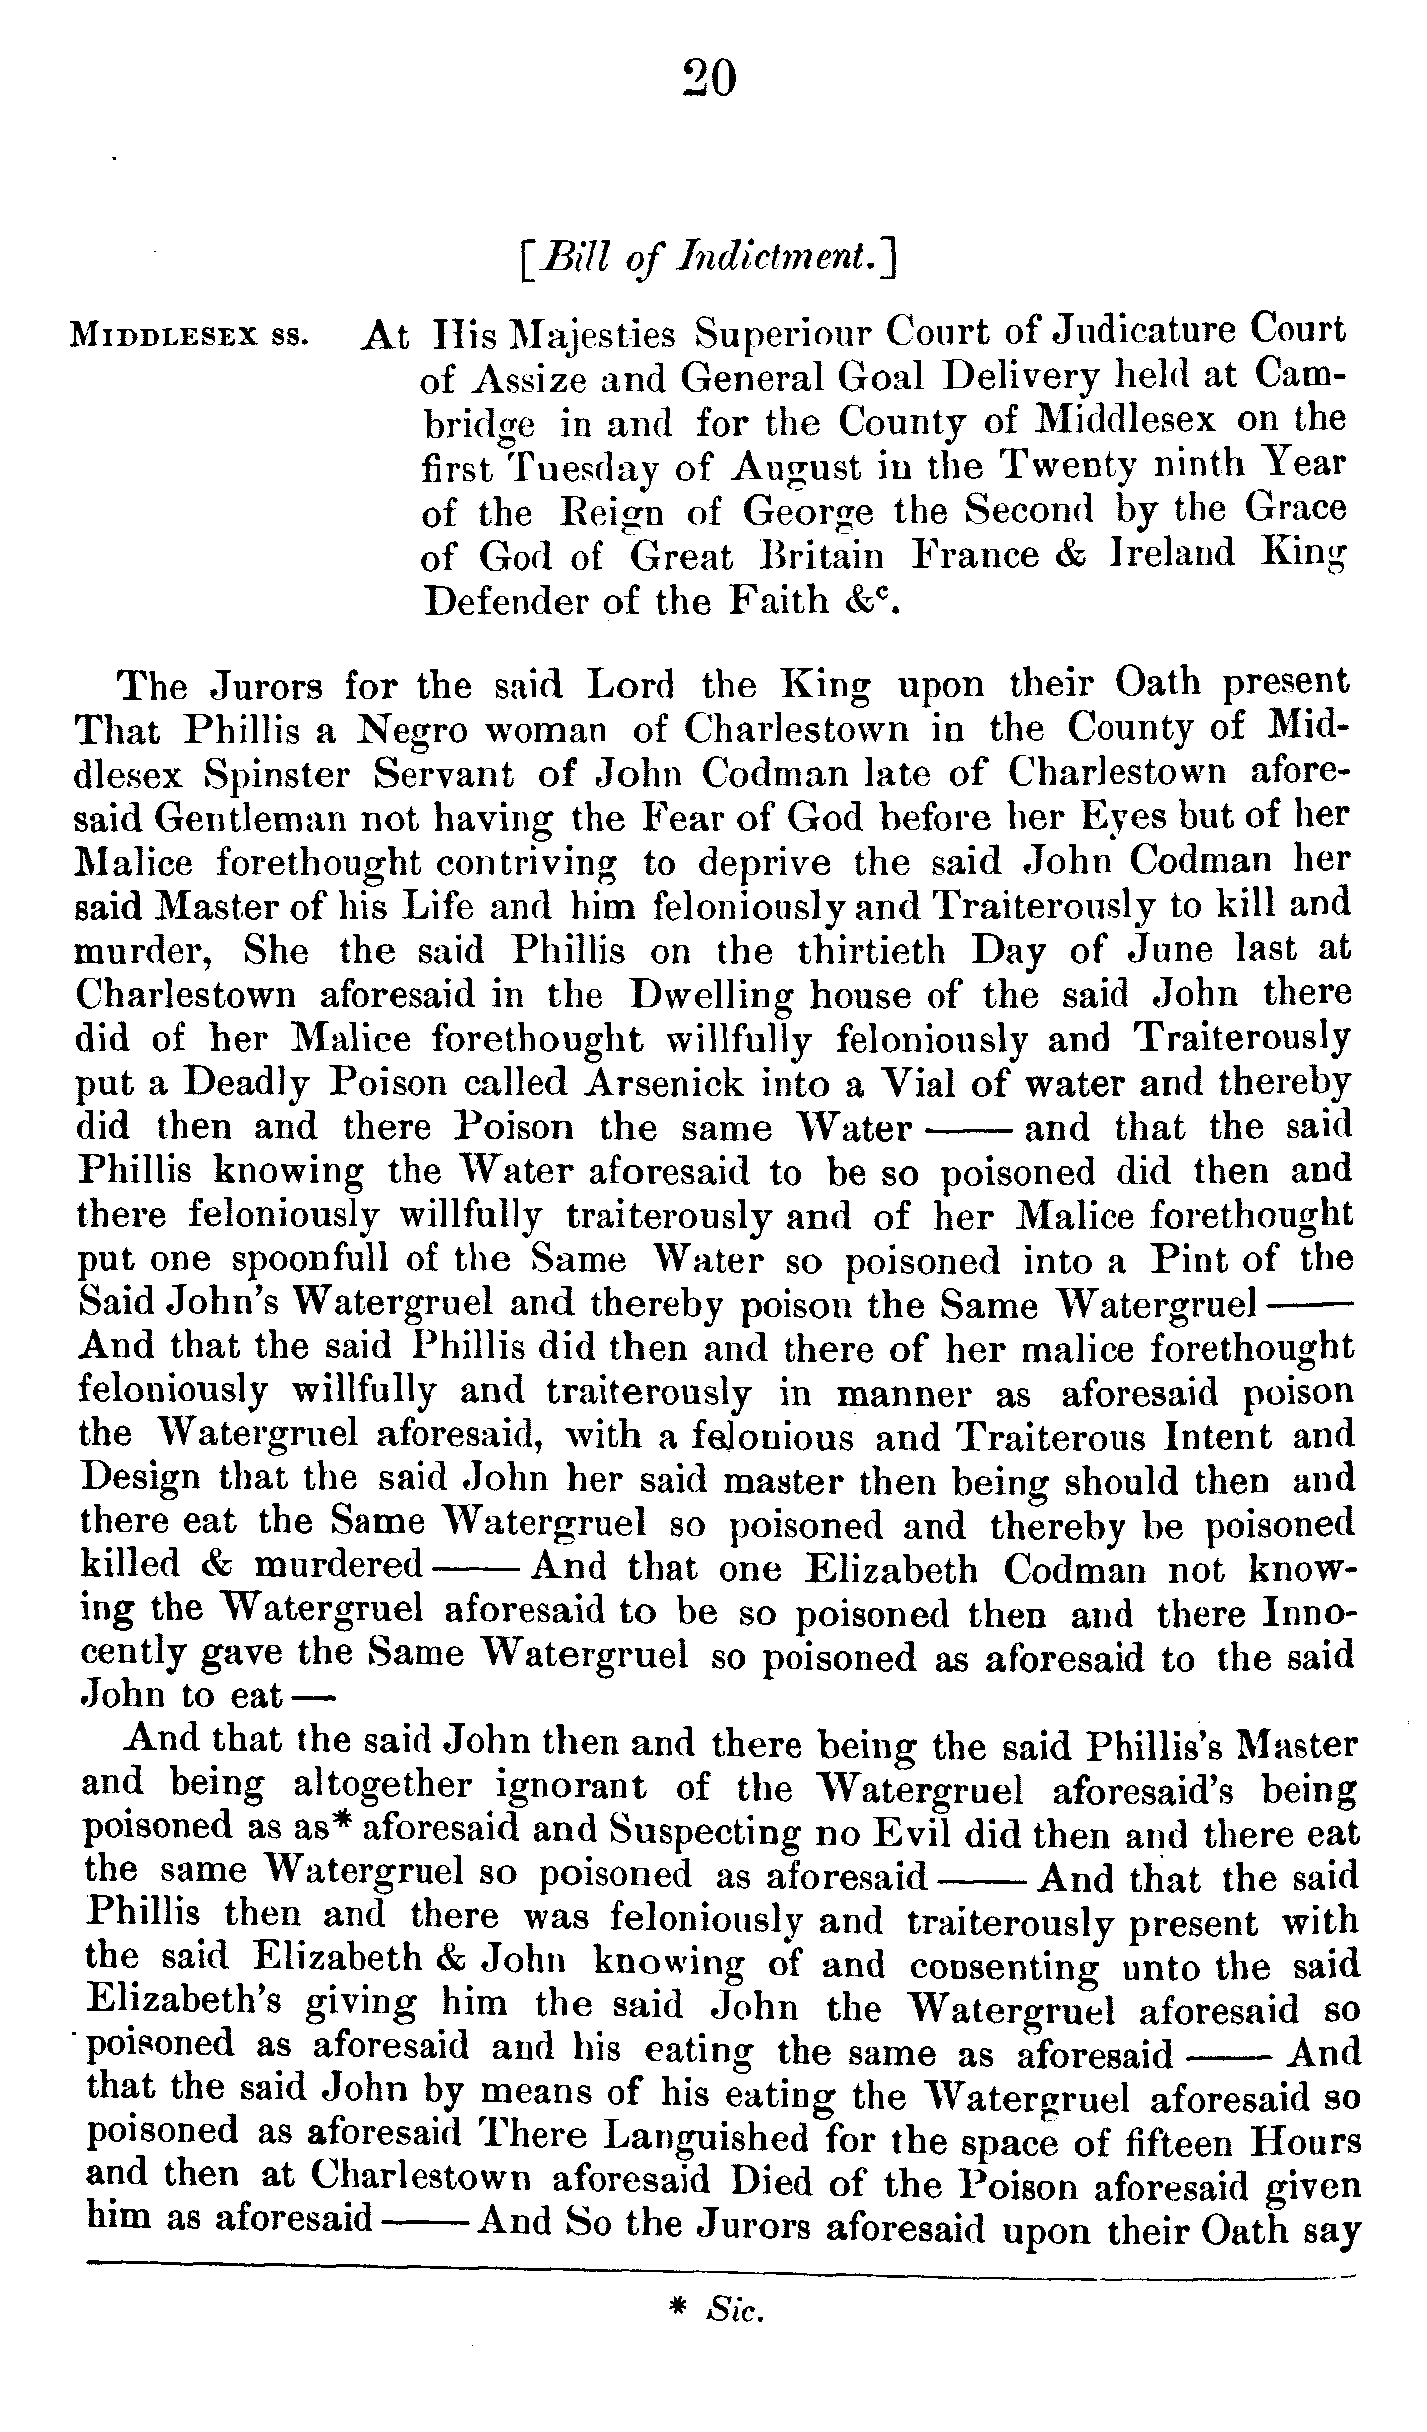 20
[Bill of Indictment.]
MIDDLESEX SS. At His Majesties Superiour Court of Judicature Court
of Assize and General Goal Delivery held at Cam-
bridge in and for the County of Middlesex on the
first Tuesday of August in the Twenty ninth Year
of the Reign of George the Second by the Grace
of God of Great Britain France & Ireland King
Defender of the Faith &c.
The Jurors for the said Lord the King upon their Oath present
That Phillis a Negro woman of Charlestown in the County of Mid-
dlesex Spinster Servant of John Codman late of Charlestown afore-
said Gentleman not having the Fear of God before her Eyes but of her
Malice forethought contriving to deprive the said John Codman her
said Master of his Life and him feloniously and Traiterously to kill and
murder, She the said Phillis on the thirtieth Day of June last at
Charlestown aforesaid in the Dwelling house of the said John there
did of her Malice forethought willfully feloniously and Traiterously
put a Deadly Poison called Arsenick into a Vial of water and thereby
did then and there Poison the same Water —— and that the said
Phillis knowing the Water aforesaid to be so poisoned did then and
there feloniously willfully traiterously and of her Malice forethought
put one spoonfull of the Same Water so poisoned into a Pint of the
Said John's Watergruel and thereby poison the Same Watergruel ——
And that the said Phillis did then and there of her malice forethought
feloniously willfully and traiterously in manner as aforesaid poison
the Watergruel aforesaid, with a felonious and Traiterous Intent and
Design that the said John her said master then being should then and
there eat the Same Watergruel so poisoned and thereby be poisoned
killed & murdered —— And that one Elizabeth Codman not know-
ing the Watergruel aforesaid to be so poisoned then and there Inno-
cently gave the Same Watergruel so poisoned as aforesaid to the said
John to eat —
And that the said John then and there being the said Phillis's Master
and being altogether ignorant of the Watergruel aforesaid's being
poisoned as as* aforesaid and Suspecting no Evil did then and there eat
the same Watergruel so poisoned as aforesaid —— And that the said
Phillis then and there was feloniously and traiterously present with
the said Elizabeth & John knowing of and consenting unto the said
Elizabeth's giving him the said John the Watergruel aforesaid so
poisoned as aforesaid and his eating the same as aforesaid —— And
that the said John by means of his eating the Watergruel aforesaid so
poisoned as aforesaid There Languished for the space of fifteen Hours
and then at Charlestown aforesaid Died of the Poison aforesaid given
him as aforesaid —— And So the Jurors aforesaid upon their Oath say
* Sic.